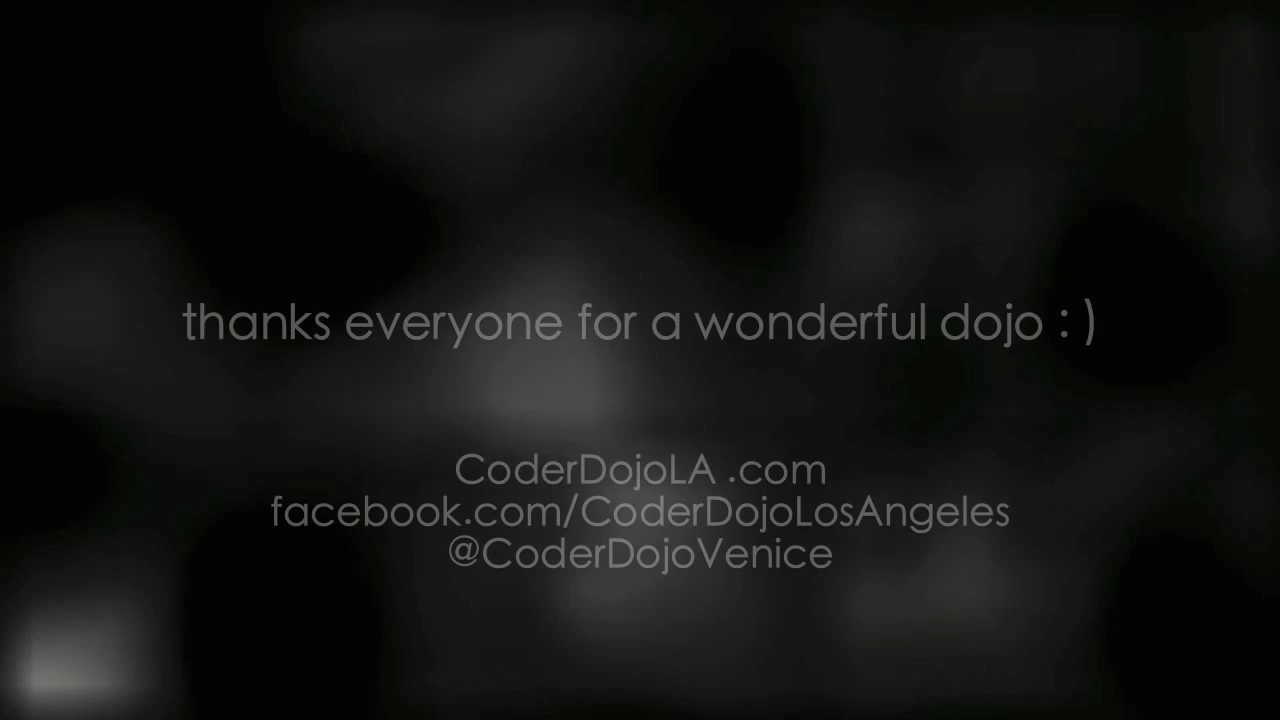 thanks everyone for a wonderful dojo : )
CoderDojoLA .com
facebook.com/CoderDojoLosAngeles
@CoderDojoVenice